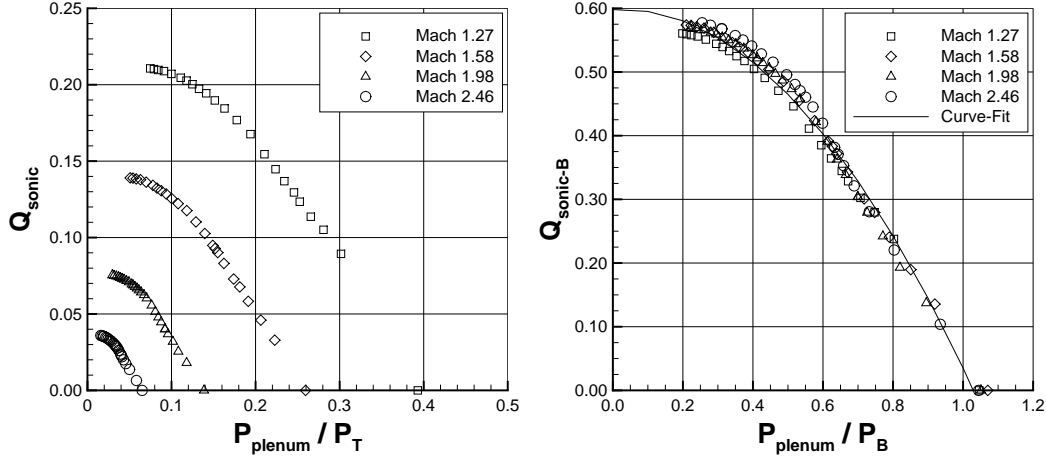 0.25
0.20
0.15
0.10
0.05
0.00
Q_sonic
0 0.1 0.2 0.3 0.4 0.5
P_plenum / P_T
Mach 1.27
Mach 1.58
Mach 1.98
Mach 2.46
0.60
0.50
0.40
0.30
0.20
0.10
0.00
Q_sonic-B
0.0 0.2 0.4 0.6 0.8 1.0 1.2
P_plenum / P_B
Mach 1.27
Mach 1.58
Mach 1.98
Mach 2.46
Curve-Fit